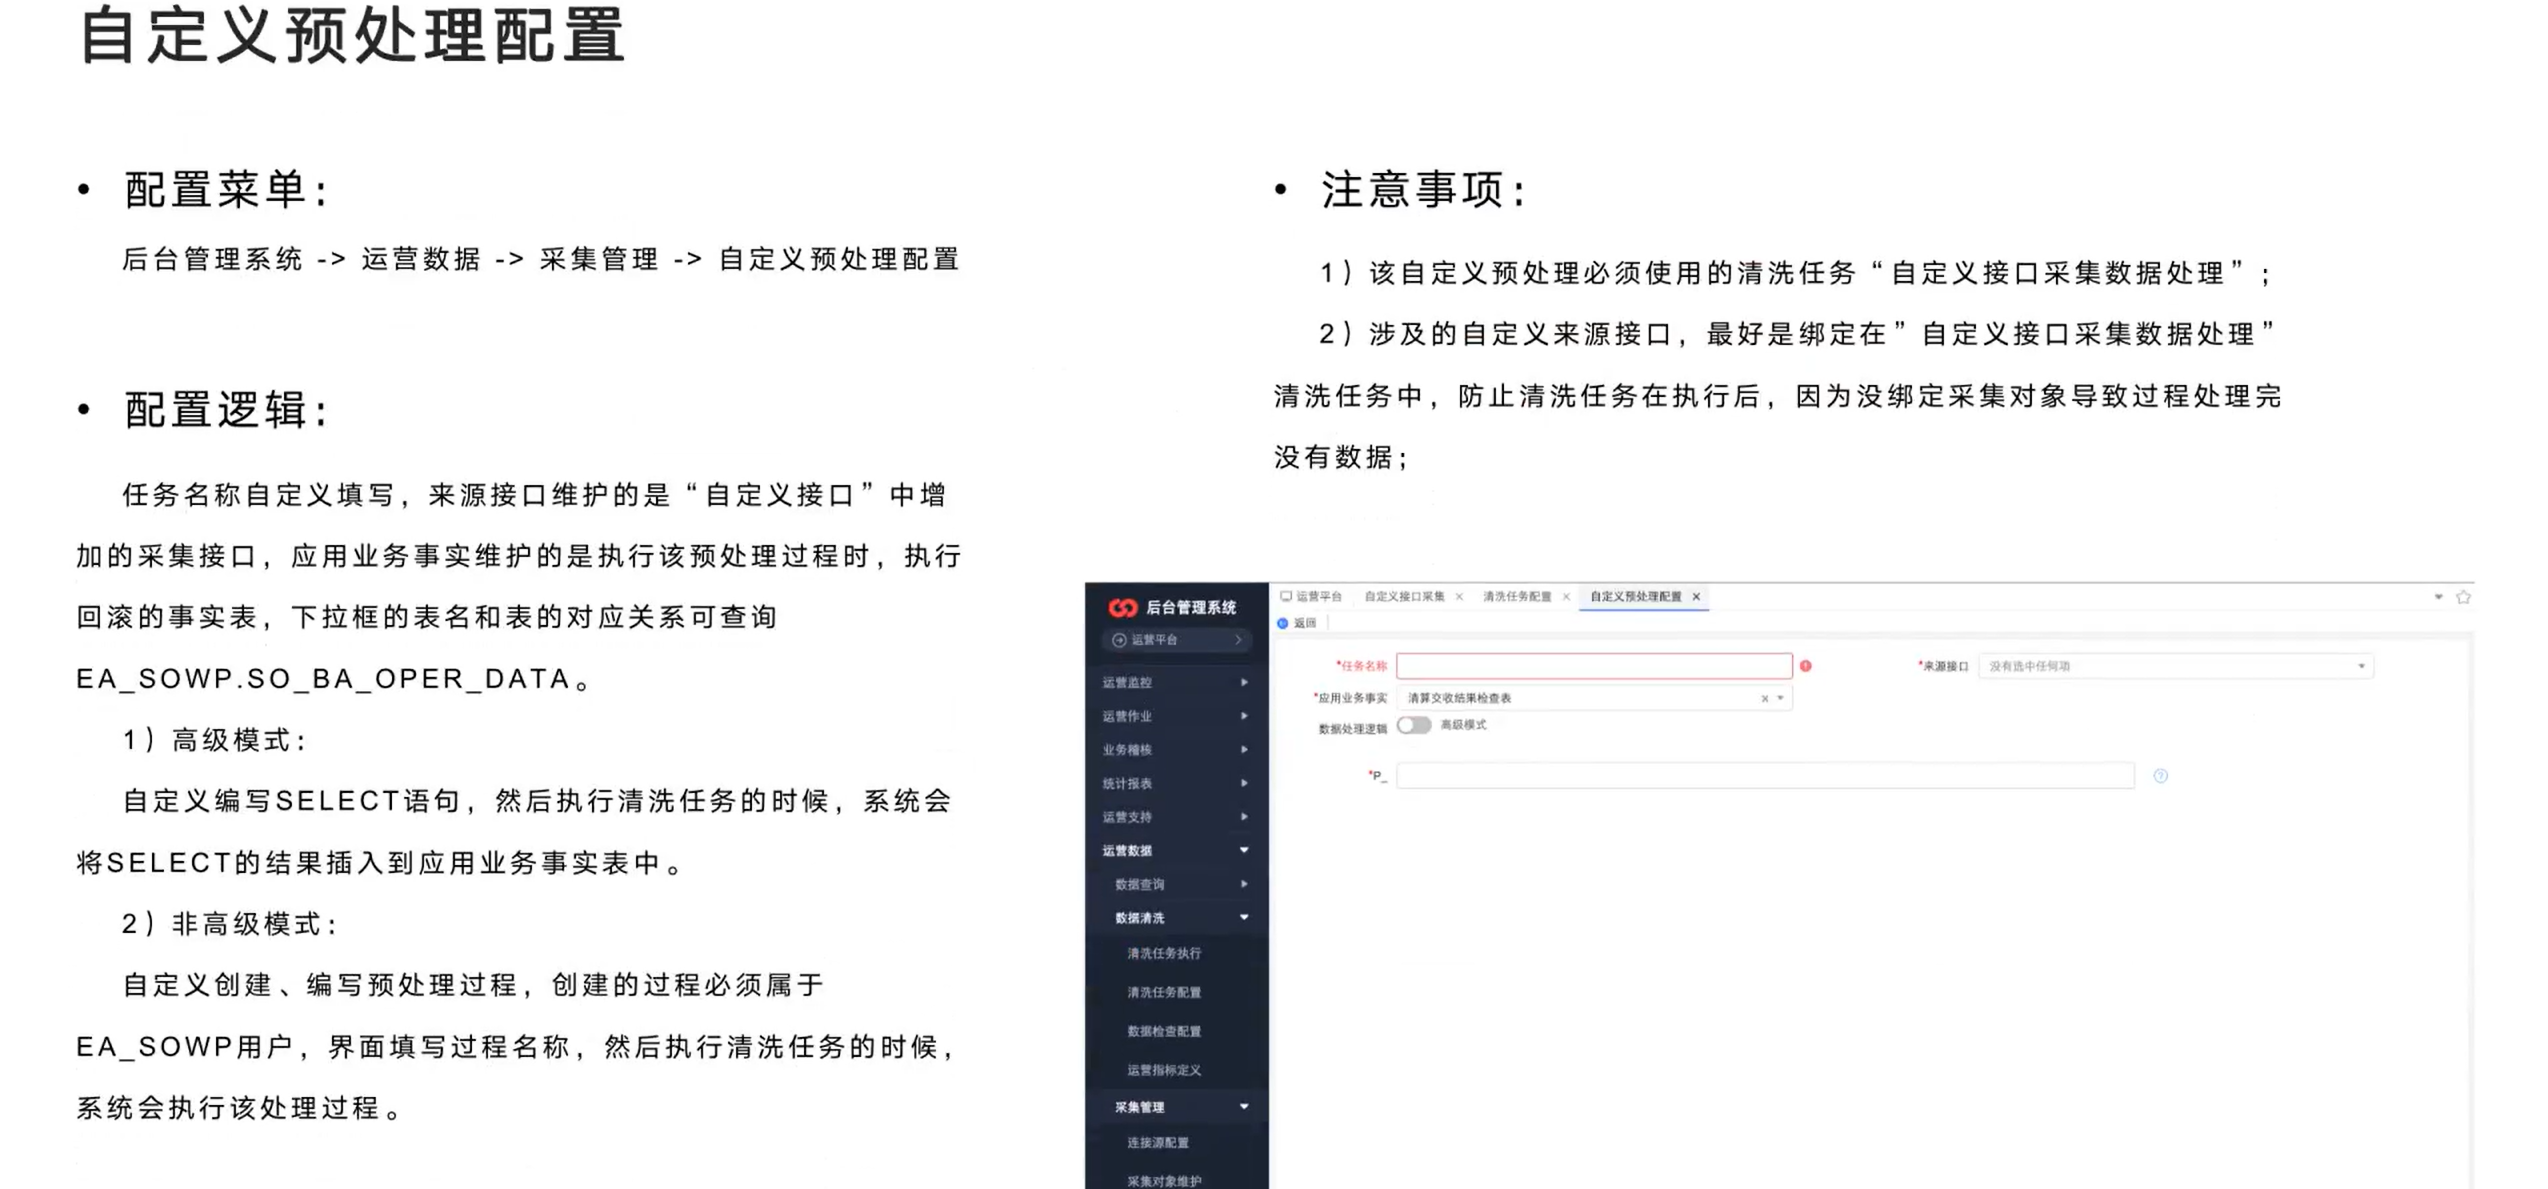 自定义预处理配置
• 配置菜单：
后台管理系统 -> 运营数据 -> 采集管理 -> 自定义预处理配置
• 配置逻辑：
任务名称自定义填写，来源接口维护的是“自定义接口”中增
加的采集接口，应用业务事实维护的是执行该预处理过程时，执行
回滚的事实表，下拉框的表名和表的对应关系可查询
EA_SOWP.SO_BA_OPER_DATA。
1）高级模式：
自定义编写SELECT语句，然后执行清洗任务的时候，系统会
将SELECT的结果插入到应用业务事实表中。
2）非高级模式：
自定义创建、编写预处理过程，创建的过程必须属于
EA_SOWP用户，界面填写过程名称，然后执行清洗任务的时候，
系统会执行该处理过程。
• 注意事项：
1）该自定义预处理必须使用的清洗任务“自定义接口采集数据处理”；
2）涉及的自定义来源接口，最好是绑定在”自定义接口采集数据处理”
清洗任务中，防止清洗任务在执行后，因为没绑定采集对象导致过程处理完
没有数据；
后台管理系统
运营平台
运营监控
运营作业
业务稽核
统计报表
运营支持
运营数据
数据查询
数据清洗
清洗任务执行
清洗任务配置
数据检查配置
运营指标定义
采集管理
连接源配置
采集对象维护
运营平台 自定义接口采集 × 清洗任务配置 × 自定义预处理配置 ×
返回
*任务名称 *来源接口 没有选中任何项
*应用业务事实 清算交收结果检查表 ×
数据处理逻辑 高级模式
*P_